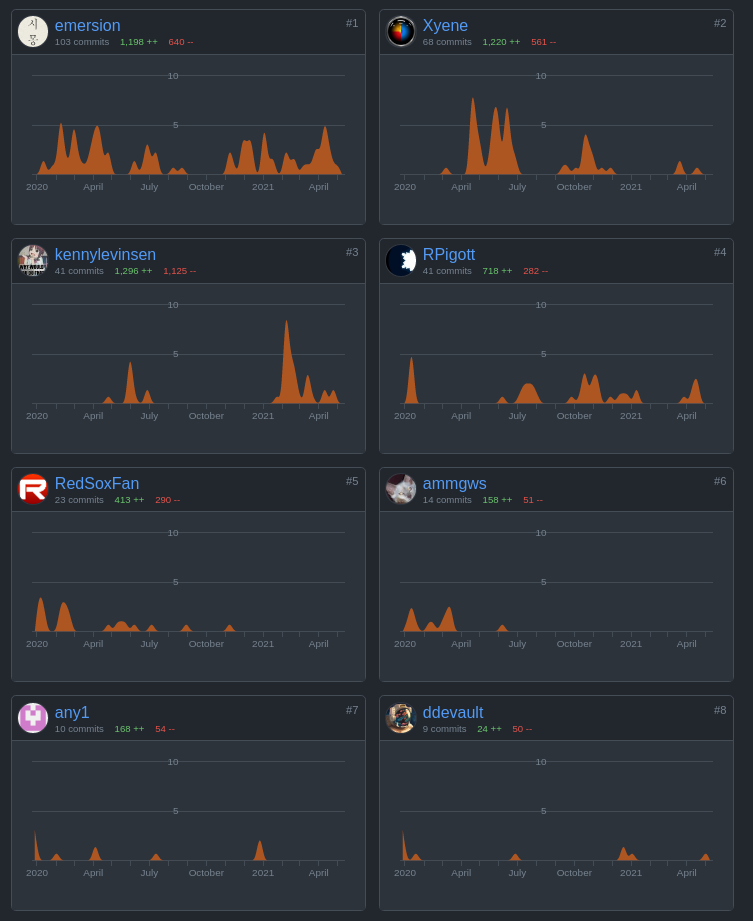 지
뭉
emersion
#1
103 commits 1,198 ++ 640 --
10
5
2020 April July October 2021 April
Xyene
#2
68 commits 1,220 ++ 561 --
10
5
2020 April July October 2021 April
kennylevinsen
#3
41 commits 1,296 ++ 1,125 --
10
5
2020 April July October 2021 April
RPigott
#4
41 commits 718 ++ 282 --
10
5
2020 April July October 2021 April
RedSoxFan
#5
23 commits 413 ++ 290 --
10
5
2020 April July October 2021 April
ammgws
#6
14 commits 158 ++ 51 --
10
5
2020 April July October 2021 April
any1
#7
10 commits 168 ++ 54 --
10
5
2020 April July October 2021 April
ddevault
#8
9 commits 24 ++ 50 --
10
5
2020 April July October 2021 April